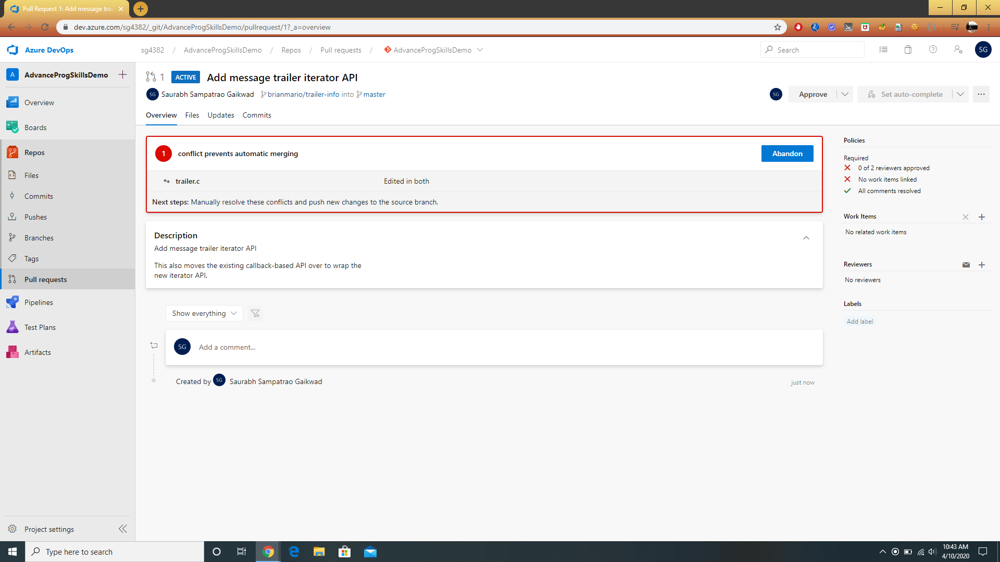 Pull Request 1: Add message trai
dev.azure.com/sg4382/_git/AdvanceProgSkillsDemo/pullrequest/1?_a=overview
Azure DevOps
sg4382 / AdvanceProgSkillsDemo / Repos / Pull requests / AdvanceProgSkillsDemo
Search
SG
A AdvanceProgSkillsDemo
Overview
Boards
Repos
Files
Commits
Pushes
Branches
Tags
Pull requests
Pipelines
Test Plans
Artifacts
Project settings
1 ACTIVE Add message trailer iterator API
SG Saurabh Sampatrao Gaikwad brianmario/trailer-info into master
SG Approve Set auto-complete
Overview Files Updates Commits
1 conflict prevents automatic merging Abandon
trailer.c Edited in both
Next steps: Manually resolve these conflicts and push new changes to the source branch.
Description
Add message trailer iterator API
This also moves the existing callback-based API over to wrap the
new iterator API.
Show everything
SG Add a comment...
Created by SG Saurabh Sampatrao Gaikwad just now
Policies
Required
0 of 2 reviewers approved
No work items linked
All comments resolved
Work Items
No related work items
Reviewers
No reviewers
Labels
Add label
Type here to search
10:43 AM
4/10/2020